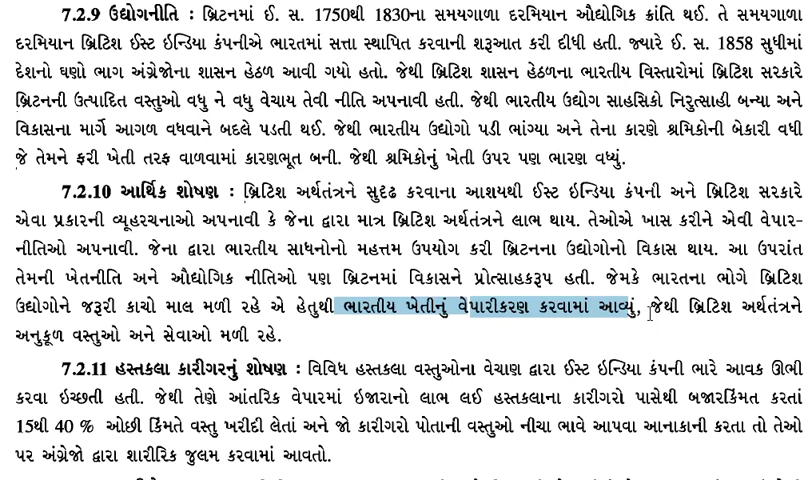 7.2.9 ઉદ્યોગનીતિ : બ્રિટનમાં ઈ. સ. 1750થી 1830ના સમયગાળા દરમિયાન ઔદ્યોગિક ક્રાંતિ થઈ. તે સમયગાળા
દરમિયાન બ્રિટિશ ઈસ્ટ ઇન્ડિયા કંપનીએ ભારતમાં સત્તા સ્થાપિત કરવાની શરૂઆત કરી દીધી હતી. જ્યારે ઈ. સ. 1858 સુધીમાં
દેશનો ઘણો ભાગ અંગ્રેજોના શાસન હેઠળ આવી ગયો હતો. જેથી બ્રિટિશ શાસન હેઠળના ભારતીય વિસ્તારોમાં બ્રિટિશ સરકારે
બ્રિટનની ઉત્પાદિત વસ્તુઓ વધુ ને વધુ વેચાય તેવી નીતિ અપનાવી હતી. જેથી ભારતીય ઉદ્યોગ સાહસિકો નિરુત્સાહી બન્યા અને
વિકાસના માર્ગે આગળ વધવાને બદલે પડતી થઈ. જેથી ભારતીય ઉદ્યોગો પડી ભાંગ્યા અને તેના કારણે શ્રમિકોની બેકારી વધી
જે તેમને ફરી ખેતી તરફ વાળવામાં કારણભૂત બની. જેથી શ્રમિકોનું ખેતી ઉપર પણ ભારણ વધ્યું.
7.2.10 આર્થિક શોષણ : બ્રિટિશ અર્થતંત્રને સુદૃઢ કરવાના આશયથી ઈસ્ટ ઇન્ડિયા કંપની અને બ્રિટિશ સરકારે
એવા પ્રકારની વ્યૂહરચનાઓ અપનાવી કે જેના દ્વારા માત્ર બ્રિટિશ અર્થતંત્રને લાભ થાય. તેઓએ ખાસ કરીને એવી વેપાર-
નીતિઓ અપનાવી. જેના દ્વારા ભારતીય સાધનોનો મહત્તમ ઉપયોગ કરી બ્રિટનના ઉદ્યોગોનો વિકાસ થાય. આ ઉપરાંત
તેમની ખેતનીતિ અને ઔદ્યોગિક નીતિઓ પણ બ્રિટનમાં વિકાસને પ્રોત્સાહકરૂપ હતી. જેમકે ભારતના ભોગે બ્રિટિશ
ઉદ્યોગોને જરૂરી કાચો માલ મળી રહે એ હેતુથી ભારતીય ખેતીનું વેપારીકરણ કરવામાં આવ્યું, જેથી બ્રિટિશ અર્થતંત્રને
અનુકૂળ વસ્તુઓ અને સેવાઓ મળી રહે.
7.2.11 હસ્તકલા કારીગરનું શોષણ : વિવિધ હસ્તકલા વસ્તુઓના વેચાણ દ્વારા ઈસ્ટ ઇન્ડિયા કંપની ભારે આવક ઊભી
કરવા ઇચ્છતી હતી. જેથી તેણે આંતરિક વેપારમાં ઇજારાનો લાભ લઈ હસ્તકલાના કારીગરો પાસેથી બજારકિંમત કરતાં
15થી 40 % ઓછી કિંમતે વસ્તુ ખરીદી લેતાં અને જો કારીગરો પોતાની વસ્તુઓ નીચા ભાવે આપવા આનાકાની કરતા તો તેઓ
પર અંગ્રેજો દ્વારા શારીરિક જુલમ કરવામાં આવતો.